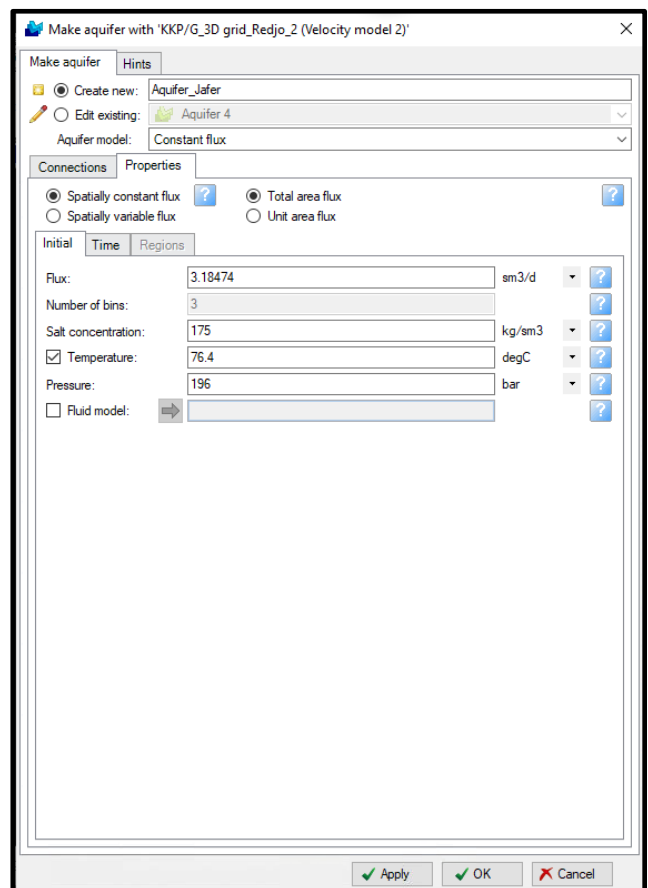 Make aquifer with 'KKP/G_3D grid_Redjo_2 (Velocity model 2)'
Make aquifer Hints
Create new: Aquifer_Jafer
Edit existing: Aquifer 4
Aquifer model: Constant flux
Connections Properties
Spatially constant flux ? Total area flux ?
Spatially variable flux Unit area flux
Initial Time Regions
Flux: 3.18474 sm3/d ?
Number of bins: 3 ?
Salt concentration: 175 kg/sm3 ?
Temperature: 76.4 degC ?
Pressure: 196 bar ?
Fluid model: ?
Apply OK Cancel